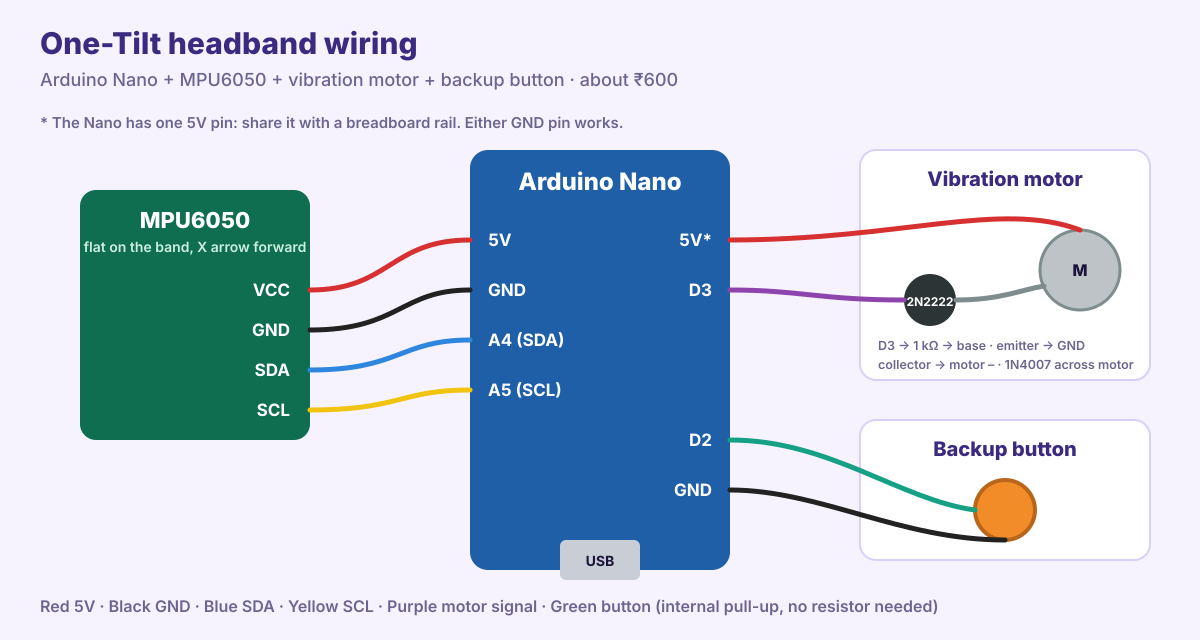 One-Tilt headband wiring
Arduino Nano + MPU6050 + vibration motor + backup button · about ₹600
* The Nano has one 5V pin: share it with a breadboard rail. Either GND pin works.
MPU6050
flat on the band, X arrow forward
VCC
GND
SDA
SCL
Arduino Nano
5V
GND
A4 (SDA)
A5 (SCL)
5V*
D3
D2
GND
USB
Vibration motor
M
2N2222
D3 → 1 kΩ → base · emitter → GND
collector → motor – · 1N4007 across motor
Backup button
Red 5V · Black GND · Blue SDA · Yellow SCL · Purple motor signal · Green button (internal pull-up, no resistor needed)